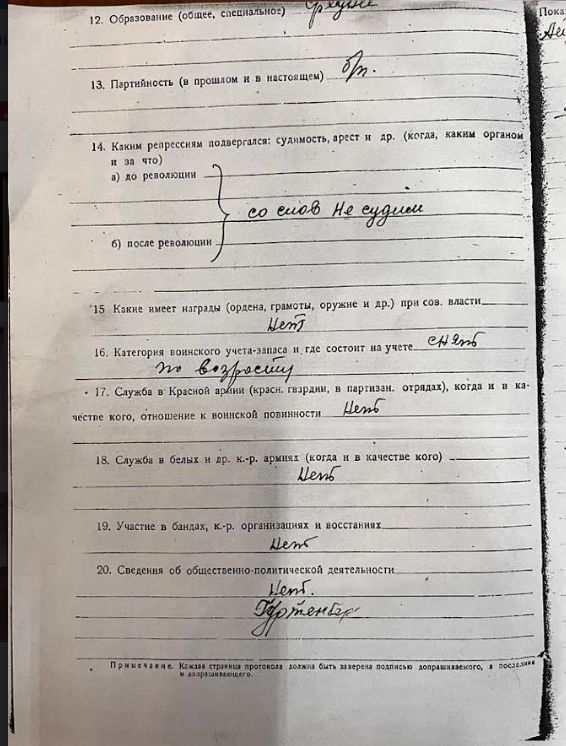 12. Образование (общее, специальное) средне
13. Партийность (в прошлом и в настоящем) б/п.
14. Каким репрессиям подвергался: судимость, арест и др. (когда, каким органом
и за что)
а) до революции
со слов не судим
б) после революции
15 Какие имеет награды (ордена, грамоты, оружие и др.) при сов. власти
Нет
16. Категория воинского учета-запаса и где состоит на учете снят
по возрасту
17. Служба в Красной армии (красн. гвардии, в партизан. отрядах), когда и в ка-
честве кого, отношение к воинской повинности Нет
18. Служба в белых и др. к.-р. армиях (когда и в качестве кого)
Нет
19. Участие в бандах, к.-р. организациях и восстаниях
Нет
20. Сведения об общественно-политической деятельности
Нет.
Примечание. Каждая страница протокола должна быть заверена подписью допрашиваемого, а последняя
и допрашивающего.
Пока